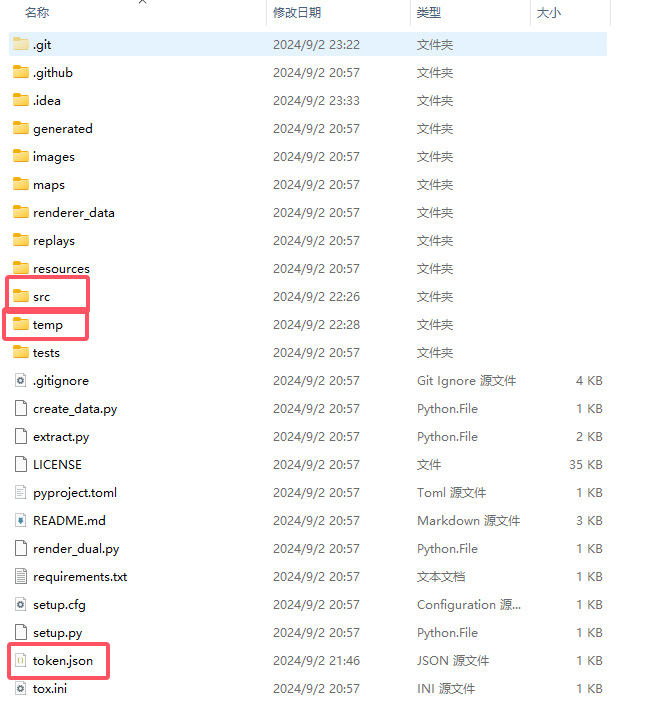 名称 修改日期 类型 大小
.git 2024/9/2 23:22 文件夹
.github 2024/9/2 20:57 文件夹
.idea 2024/9/2 23:33 文件夹
generated 2024/9/2 20:57 文件夹
images 2024/9/2 20:57 文件夹
maps 2024/9/2 20:57 文件夹
renderer_data 2024/9/2 20:57 文件夹
replays 2024/9/2 20:57 文件夹
resources 2024/9/2 20:57 文件夹
src 2024/9/2 22:26 文件夹
temp 2024/9/2 22:28 文件夹
tests 2024/9/2 20:57 文件夹
.gitignore 2024/9/2 20:57 Git Ignore 源文件 4 KB
create_data.py 2024/9/2 20:57 Python.File 1 KB
extract.py 2024/9/2 20:57 Python.File 2 KB
LICENSE 2024/9/2 20:57 文件 35 KB
pyproject.toml 2024/9/2 20:57 Toml 源文件 1 KB
README.md 2024/9/2 20:57 Markdown 源文件 3 KB
render_dual.py 2024/9/2 20:57 Python.File 1 KB
requirements.txt 2024/9/2 20:57 文本文档 1 KB
setup.cfg 2024/9/2 20:57 Configuration 源... 1 KB
setup.py 2024/9/2 20:57 Python.File 1 KB
token.json 2024/9/2 21:46 JSON 源文件 1 KB
tox.ini 2024/9/2 20:57 INI 源文件 1 KB